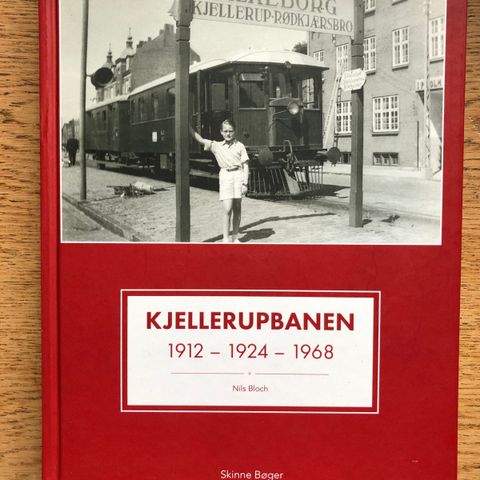 KJELLERUP-RØDKJÆRSBRO
KJELLERUPBANEN
1912 – 1924 – 1968
Nils Bloch
Skinne Bøger